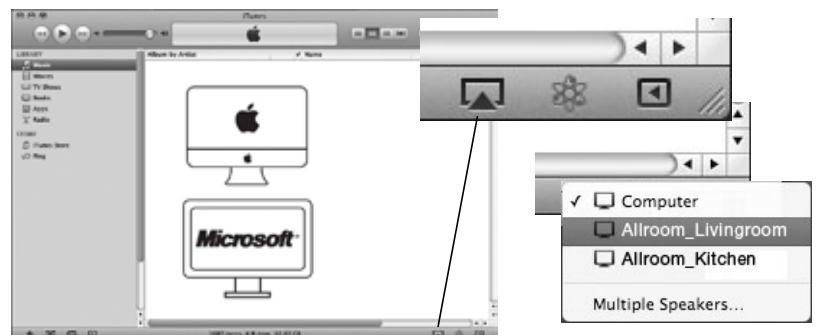 iTunes
LIBRARY
Album by Artist
✓ Name
Music
Movies
TV Shows
Books
Apps
Radio
STORE
iTunes Store
Ping
Microsoft
✓ Computer
Allroom_Livingroom
Allroom_Kitchen
Multiple Speakers...